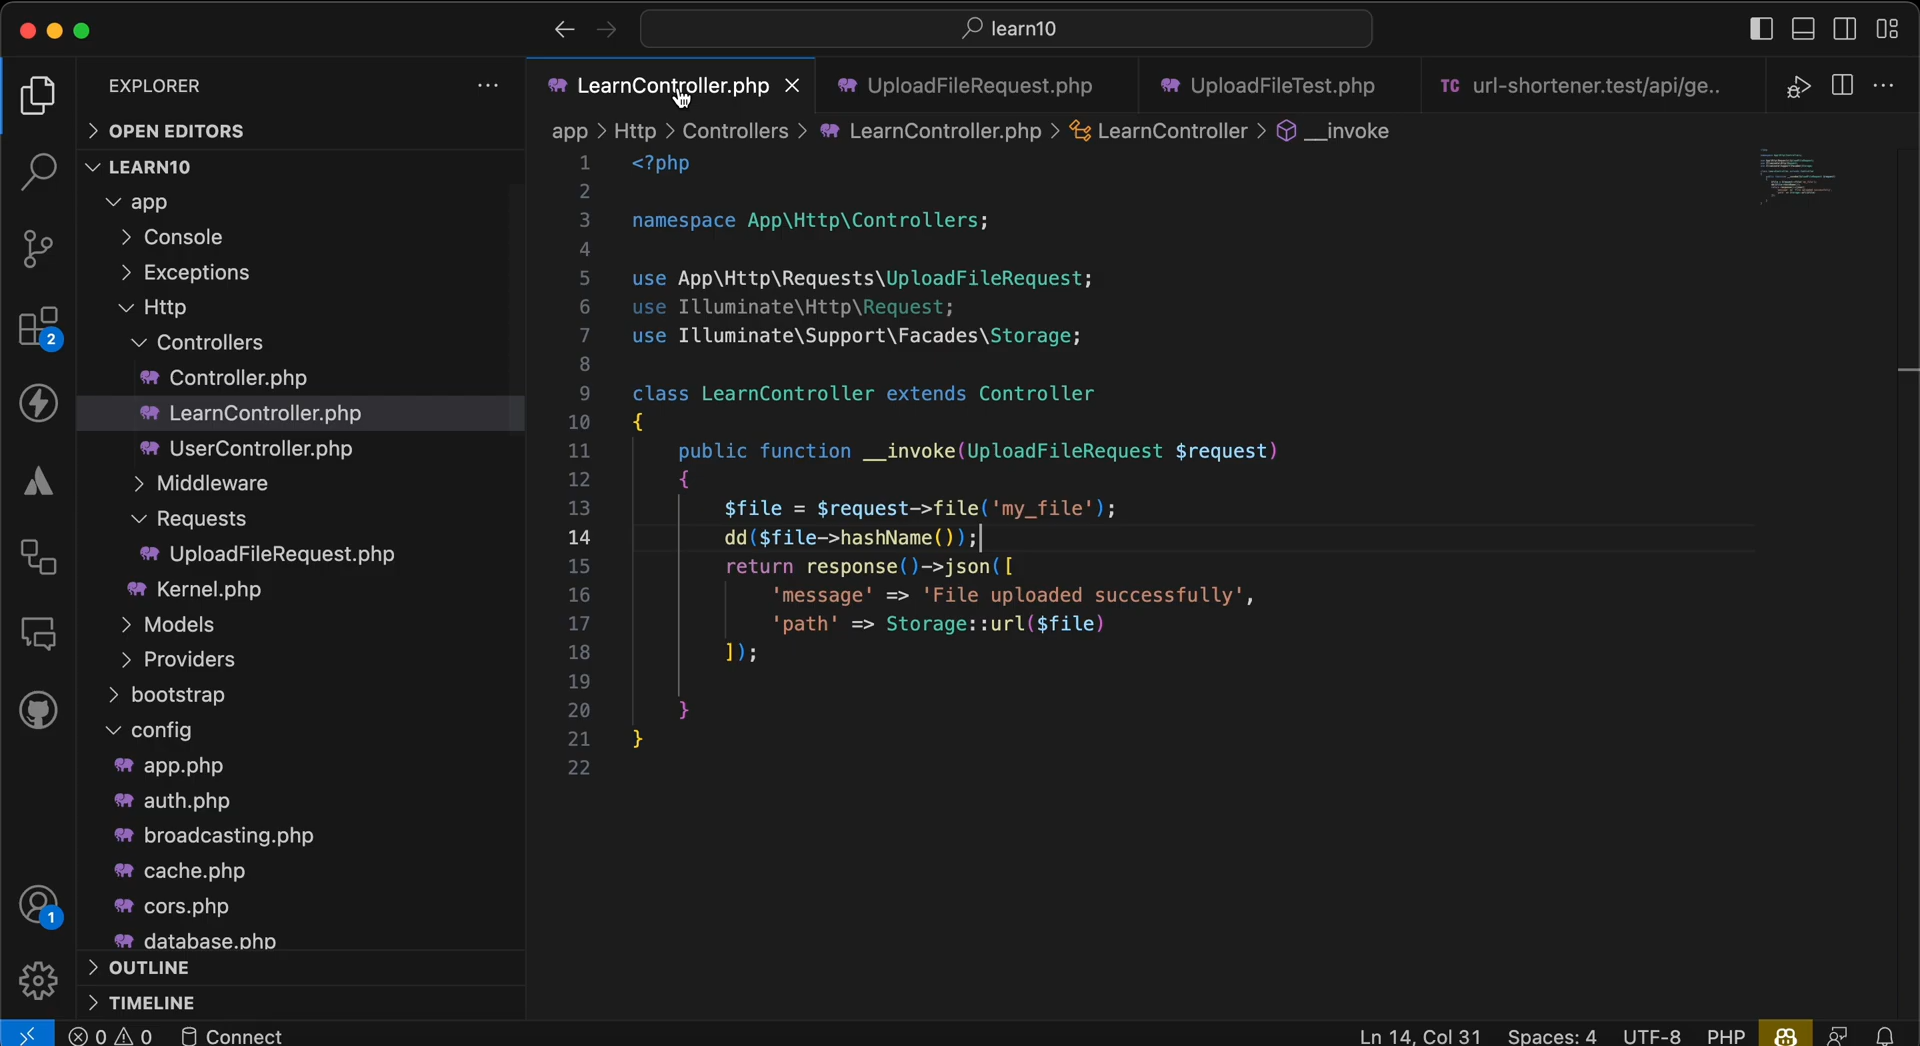 learn10
EXPLORER
LearnController.php
UploadFileRequest.php
UploadFileTest.php
TC url-shortener.test/api/ge..
OPEN EDITORS
app > Http > Controllers > LearnController.php > LearnController > __invoke
LEARN10
app
Console
Exceptions
Http
Controllers
Controller.php
LearnController.php
UserController.php
Middleware
Requests
UploadFileRequest.php
Kernel.php
Models
Providers
bootstrap
config
app.php
auth.php
broadcasting.php
cache.php
cors.php
database.php
OUTLINE
TIMELINE
2
1
1 <?php
2
3 namespace App\Http\Controllers;
4
5 use App\Http\Requests\UploadFileRequest;
6 use Illuminate\Http\Request;
7 use Illuminate\Support\Facades\Storage;
8
9 class LearnController extends Controller
10 {
11 public function __invoke(UploadFileRequest $request)
12 {
13 $file = $request->file('my_file');
14 dd($file->hashName());
15 return response()->json([
16 'message' => 'File uploaded successfully',
17 'path' => Storage::url($file)
18 ]);
19
20 }
21 }
22
0 0 Connect
Ln 14, Col 31 Spaces: 4 UTF-8 PHP